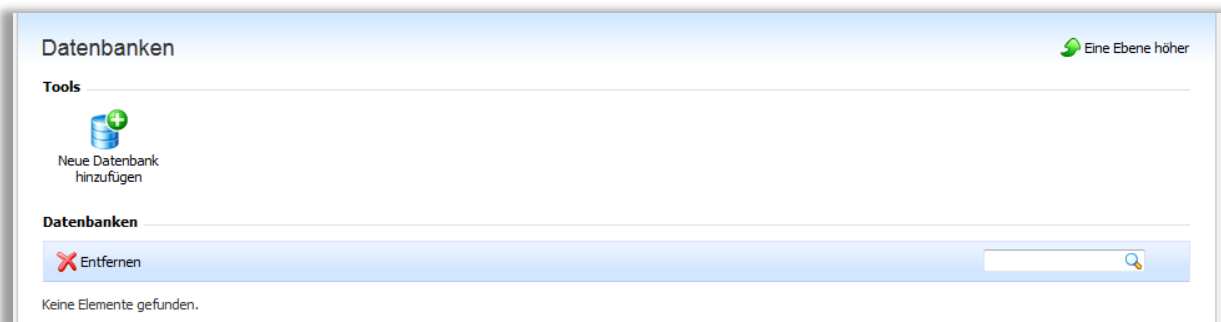 Datenbanken
Eine Ebene höher
Tools
Neue Datenbank
hinzufügen
Datenbanken
Entfernen
Keine Elemente gefunden.